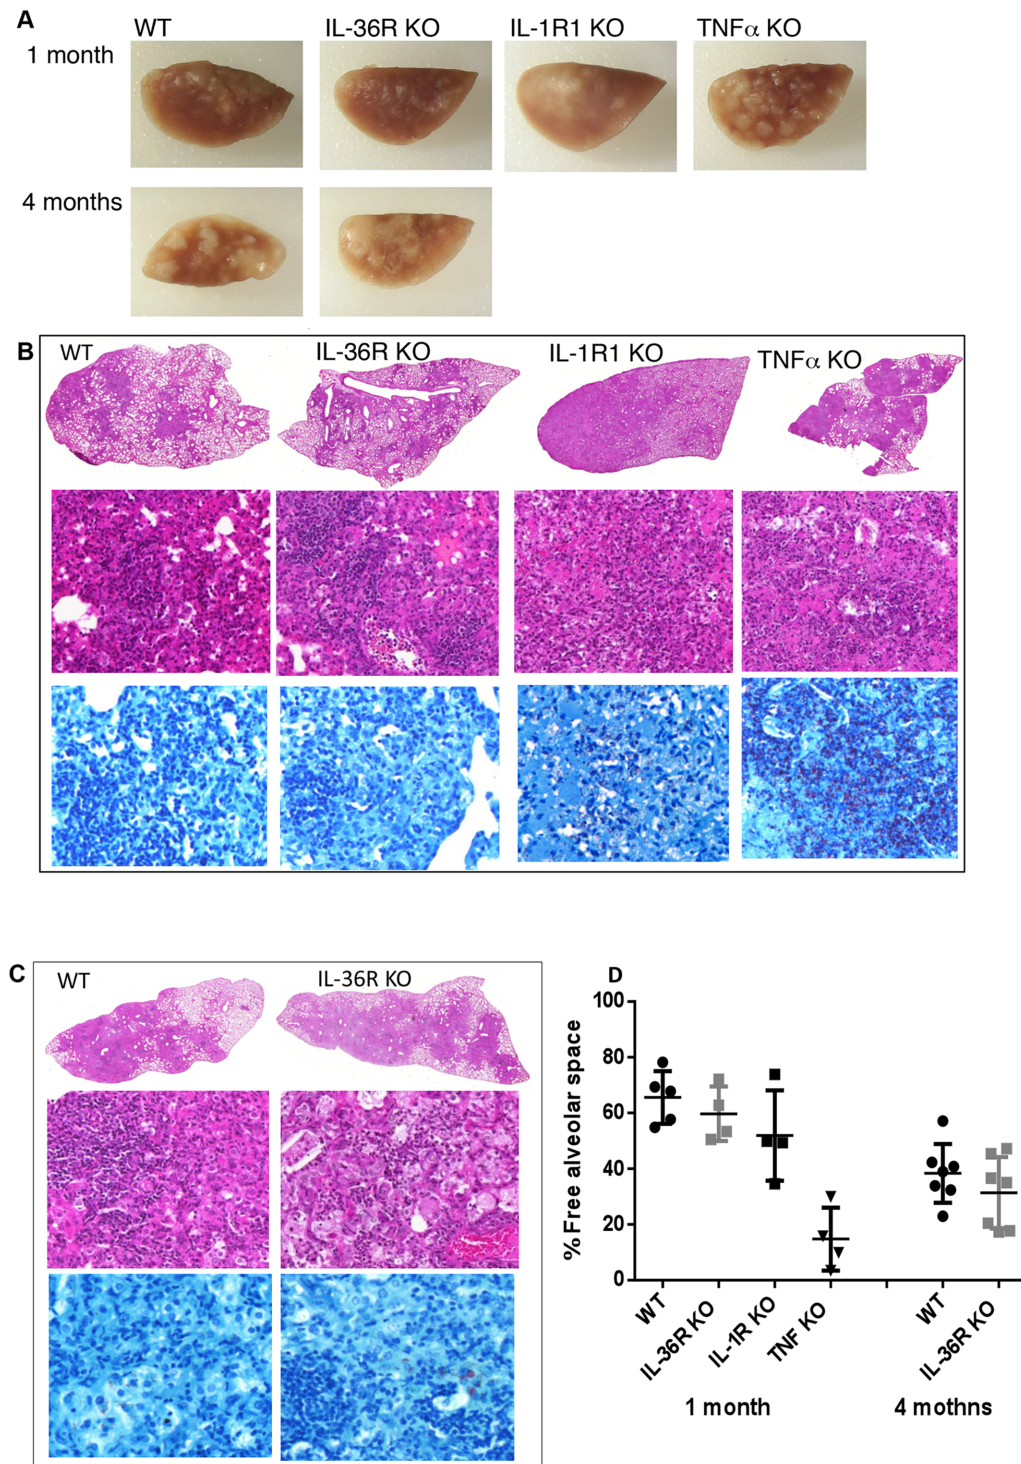 A
WT IL-36R KO IL-1R1 KO TNFα KO
1 month
4 months
B
WT IL-36R KO IL-1R1 KO TNFα KO
C
WT IL-36R KO
D
% Free alveolar space
100
80
60
40
20
0
WT IL-36R KO IL-1R KO TNF KO WT IL-36R KO
1 month 4 mothns